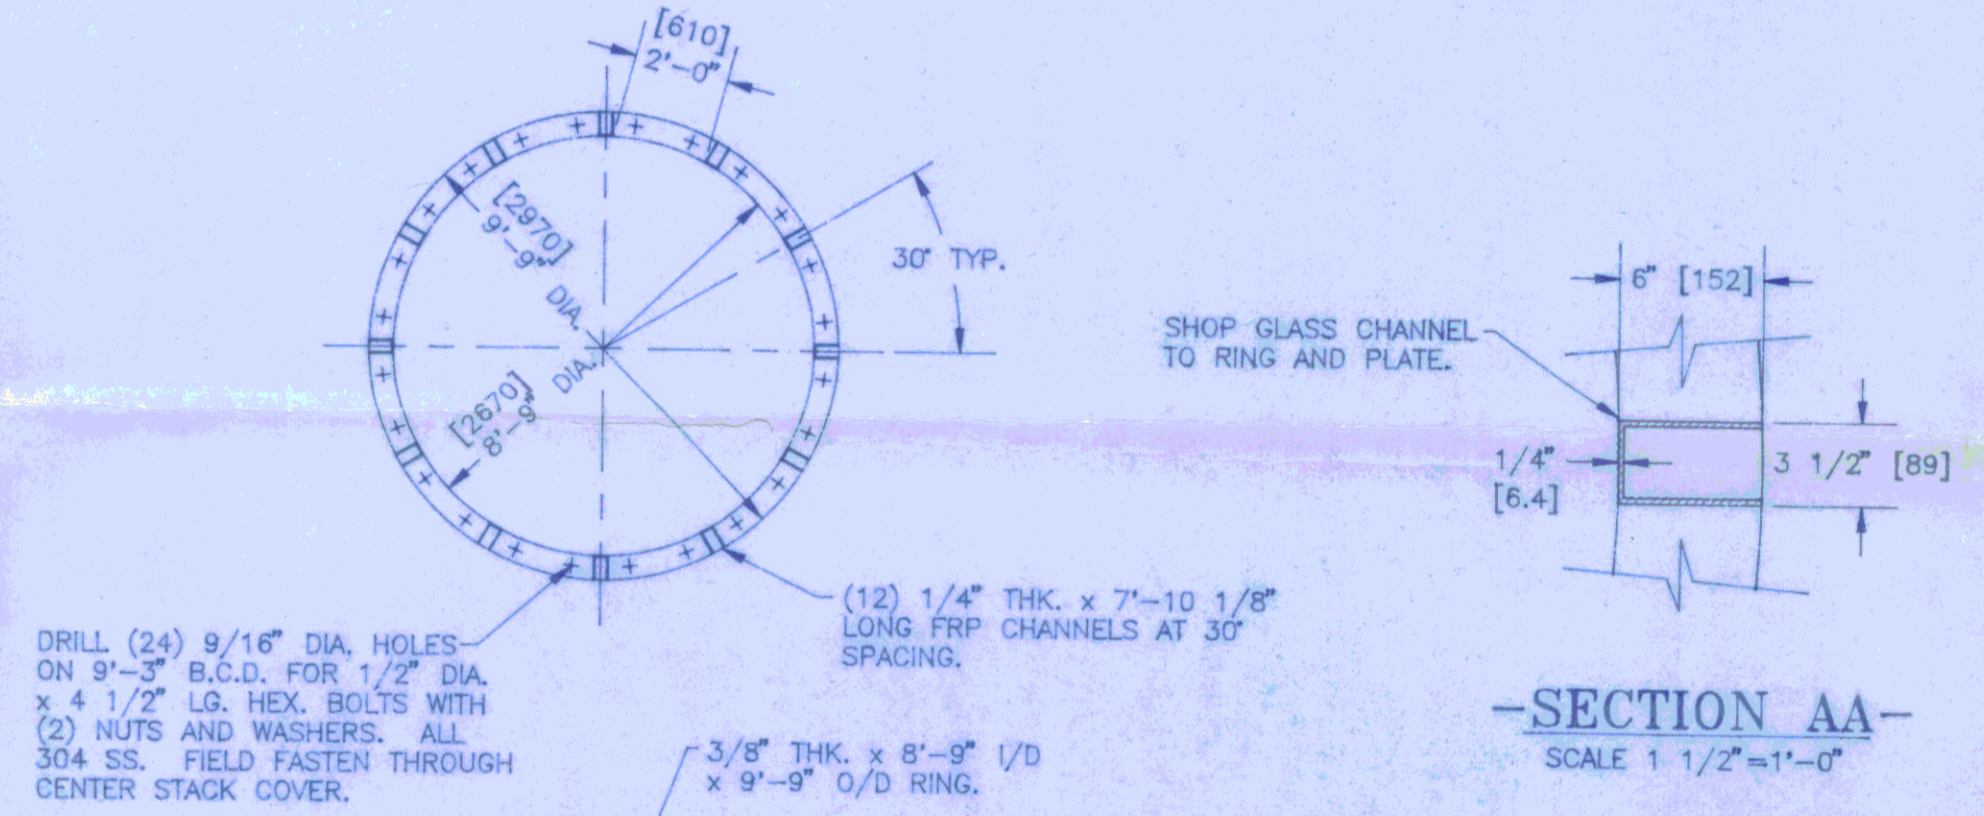 [610]
2'-0"
[2970]
9'-9" DIA.
[2670]
8'-9" DIA.
30° TYP.
DRILL (24) 9/16" DIA. HOLES
ON 9'-3" B.C.D. FOR 1/2" DIA.
x 4 1/2" LG. HEX. BOLTS WITH
(2) NUTS AND WASHERS. ALL
304 SS. FIELD FASTEN THROUGH
CENTER STACK COVER.
(12) 1/4" THK. x 7'-10 1/8"
LONG FRP CHANNELS AT 30°
SPACING.
3/8" THK. x 8'-9" I/D
x 9'-9" O/D RING.
6" [152]
SHOP GLASS CHANNEL
TO RING AND PLATE.
1/4"
[6.4]
3 1/2" [89]
-SECTION AA-
SCALE 1 1/2"=1'-0"